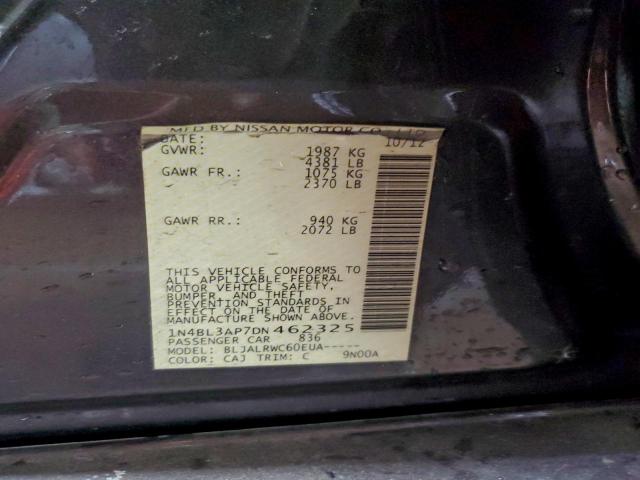 MFD BY NISSAN MOTOR CO
DATE: 10/12
GVWR: 1987 KG
4381 LB
GAWR FR.: 1075 KG
2370 LB
GAWR RR.: 940 KG
2072 LB
THIS VEHICLE CONFORMS TO
ALL APPLICABLE FEDERAL
MOTOR VEHICLE SAFETY,
BUMPER, AND THEFT
PREVENTION STANDARDS IN
EFFECT ON THE DATE OF
MANUFACTURE SHOWN ABOVE.
1N4BL3AP7DN462325
PASSENGER CAR 836
MODEL: BLJALRWC60EUA-----
COLOR: CAJ TRIM: C 9N00A